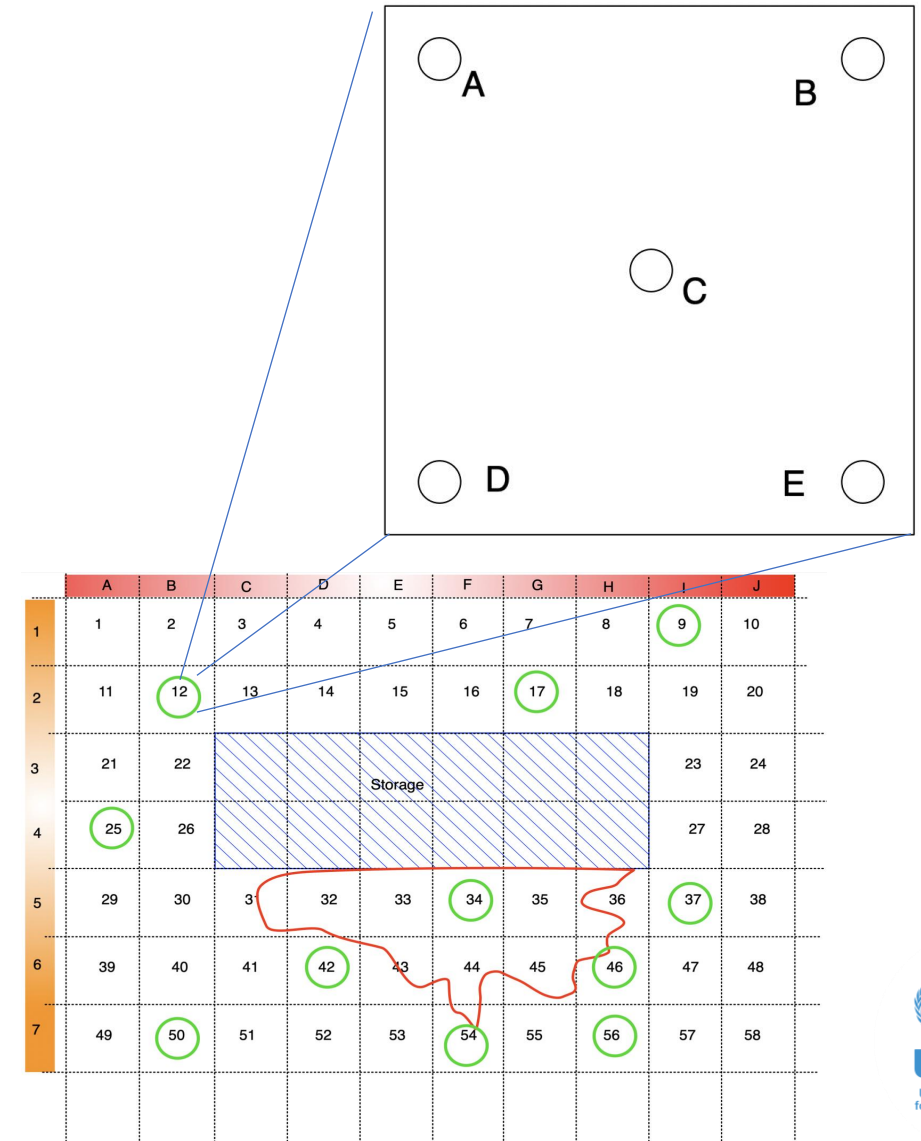 A
B
C
D
E
A B C D E F G H I J
1 1 2 3 4 5 6 7 8 9 10
2 11 12 13 14 15 16 17 18 19 20
3 21 22 23 24
Storage
4 25 26 27 28
5 29 30 31 32 33 34 35 36 37 38
6 39 40 41 42 43 44 45 46 47 48
7 49 50 51 52 53 54 55 56 57 58